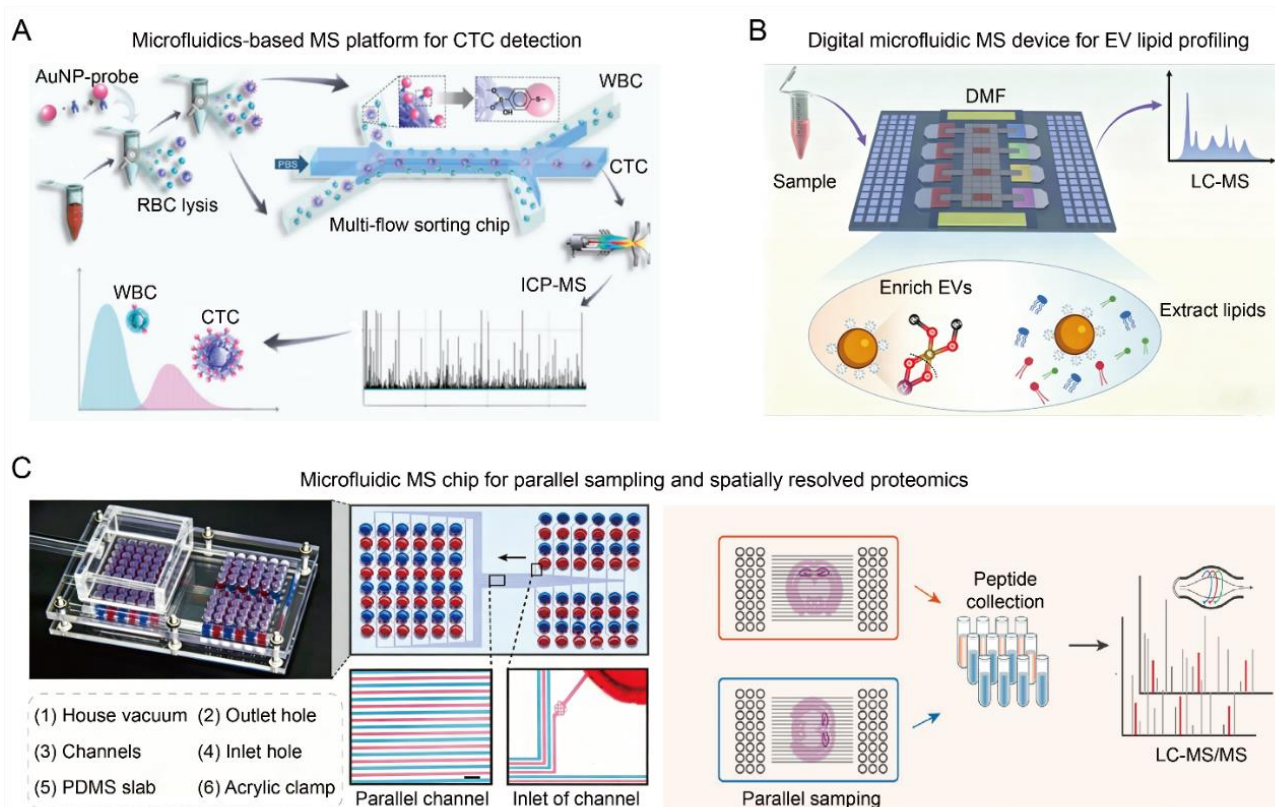 A
Microfluidics-based MS platform for CTC detection
AuNP-probe
RBC lysis
PBS
WBC
CTC
Multi-flow sorting chip
ICP-MS
WBC
CTC
B
Digital microfluidic MS device for EV lipid profiling
DMF
Sample
LC-MS
Enrich EVs
Extract lipids
C
Microfluidic MS chip for parallel sampling and spatially resolved proteomics
(1) House vacuum (2) Outlet hole
(3) Channels (4) Inlet hole
(5) PDMS slab (6) Acrylic clamp
Parallel channel
Inlet of channel
Parallel samping
Peptide
collection
LC-MS/MS